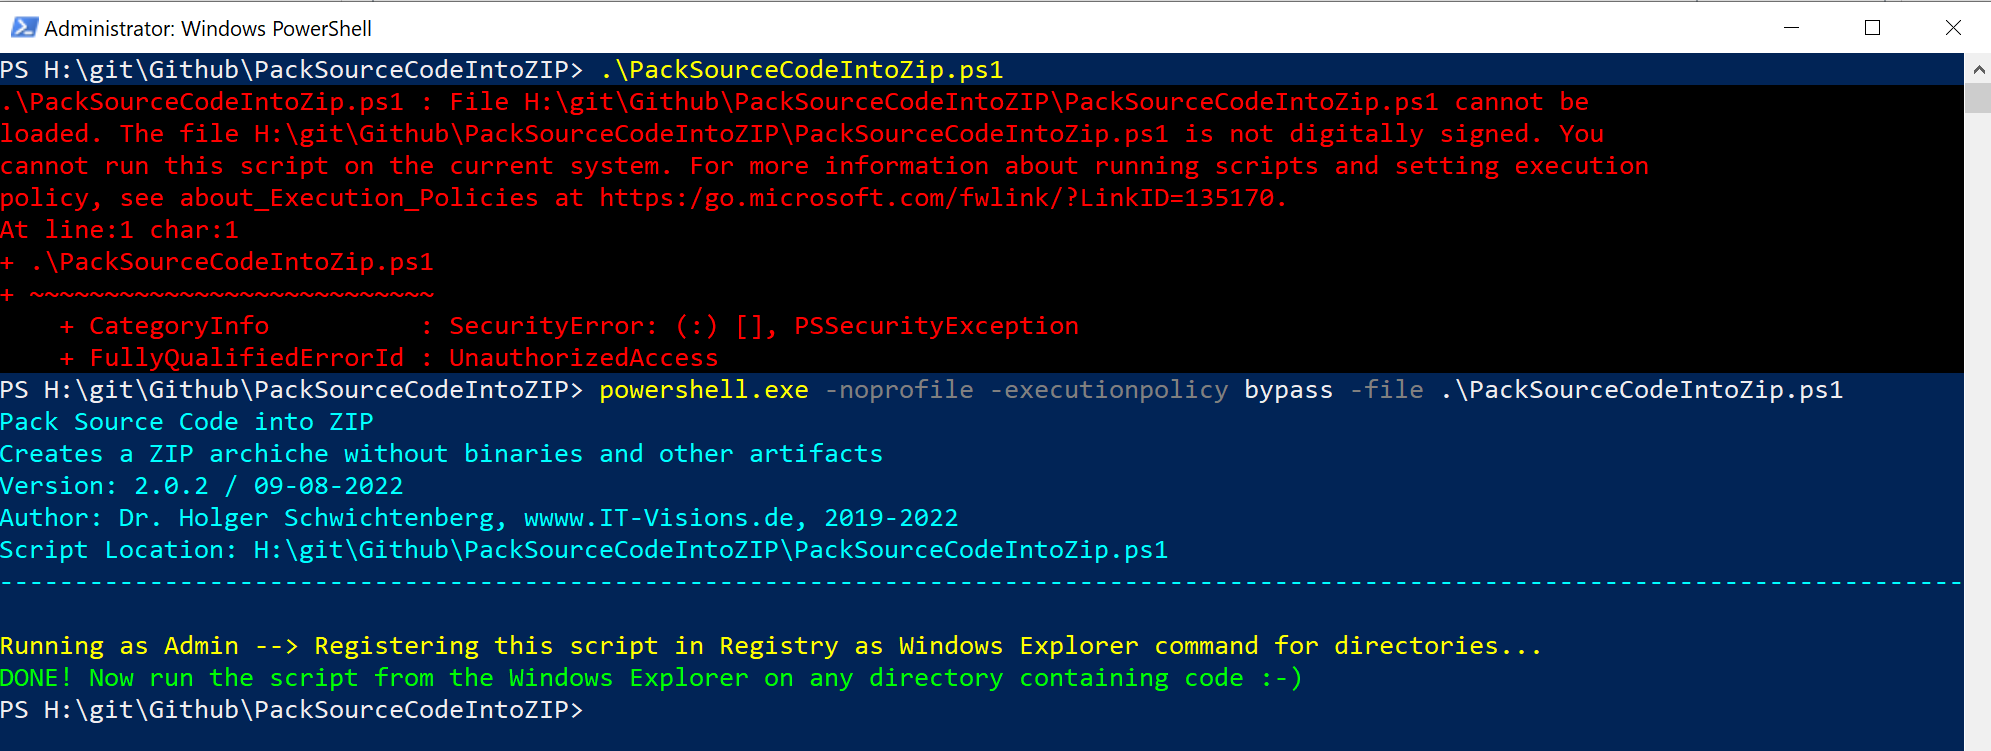 Administrator: Windows PowerShell
PS H:\git\Github\PackSourceCodeIntoZIP> .\PackSourceCodeIntoZip.ps1
.\PackSourceCodeIntoZip.ps1 : File H:\git\Github\PackSourceCodeIntoZIP\PackSourceCodeIntoZip.ps1 cannot be
loaded. The file H:\git\Github\PackSourceCodeIntoZIP\PackSourceCodeIntoZip.ps1 is not digitally signed. You
cannot run this script on the current system. For more information about running scripts and setting execution
policy, see about_Execution_Policies at https:/go.microsoft.com/fwlink/?LinkID=135170.
At line:1 char:1
+ .\PackSourceCodeIntoZip.ps1
+ ~~~~~~~~~~~~~~~~~~~~~~~~~~~
    + CategoryInfo          : SecurityError: (:) [], PSSecurityException
    + FullyQualifiedErrorId : UnauthorizedAccess
PS H:\git\Github\PackSourceCodeIntoZIP> powershell.exe -noprofile -executionpolicy bypass -file .\PackSourceCodeIntoZip.ps1
Pack Source Code into ZIP
Creates a ZIP archiche without binaries and other artifacts
Version: 2.0.2 / 09-08-2022
Author: Dr. Holger Schwichtenberg, wwww.IT-Visions.de, 2019-2022
Script Location: H:\git\Github\PackSourceCodeIntoZIP\PackSourceCodeIntoZip.ps1
-----------------------------------------------------------------------------------------------------------------------------------
Running as Admin --> Registering this script in Registry as Windows Explorer command for directories...
DONE! Now run the script from the Windows Explorer on any directory containing code :-)
PS H:\git\Github\PackSourceCodeIntoZIP>